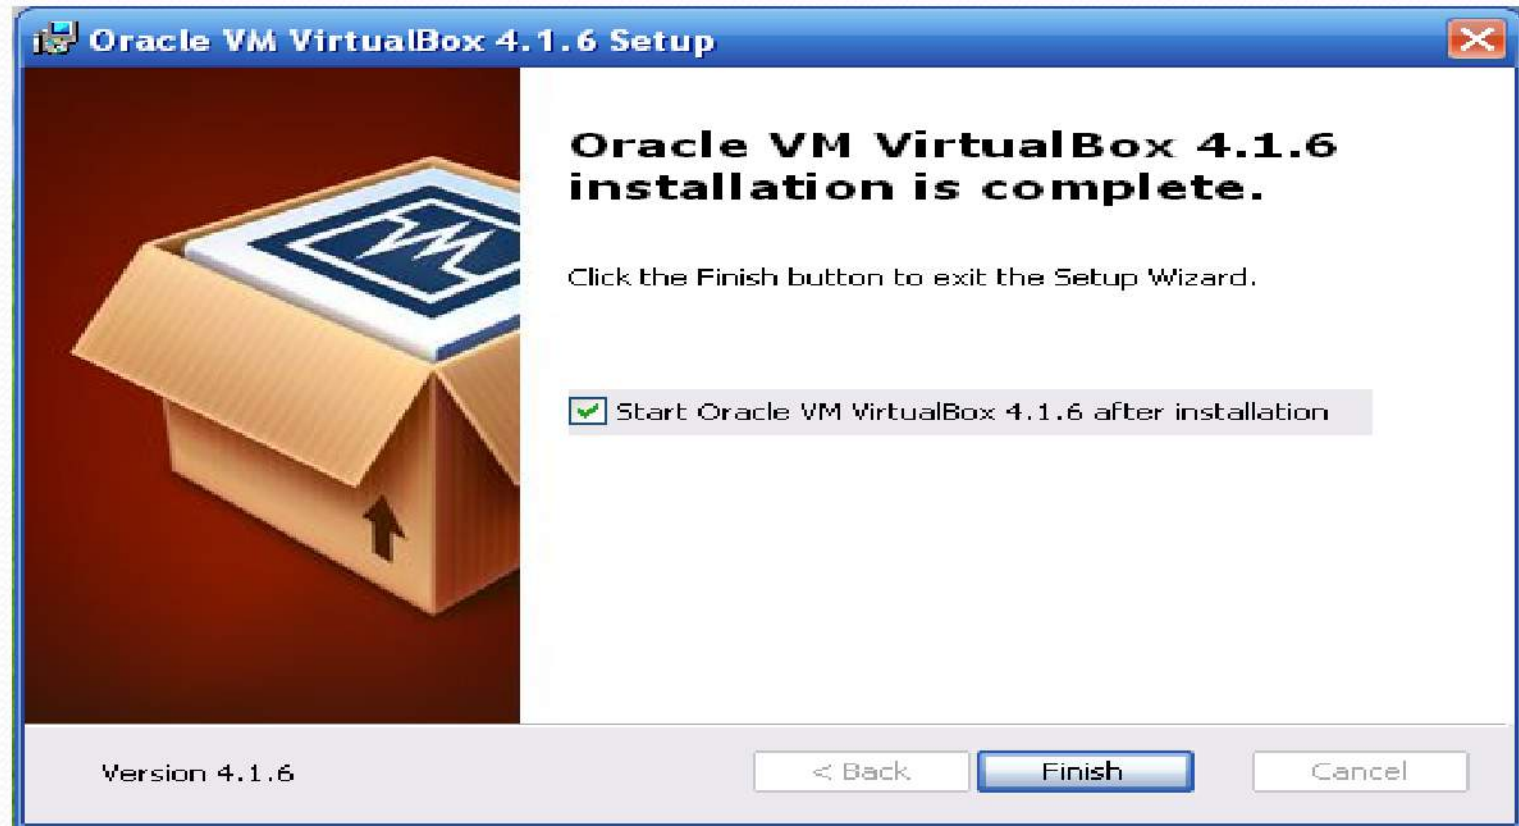 Oracle VM VirtualBox 4.1.6 Setup
Oracle VM VirtualBox 4.1.6
installation is complete.
Click the Finish button to exit the Setup Wizard.
Start Oracle VM VirtualBox 4.1.6 after installation
Version 4.1.6
< Back
Finish
Cancel